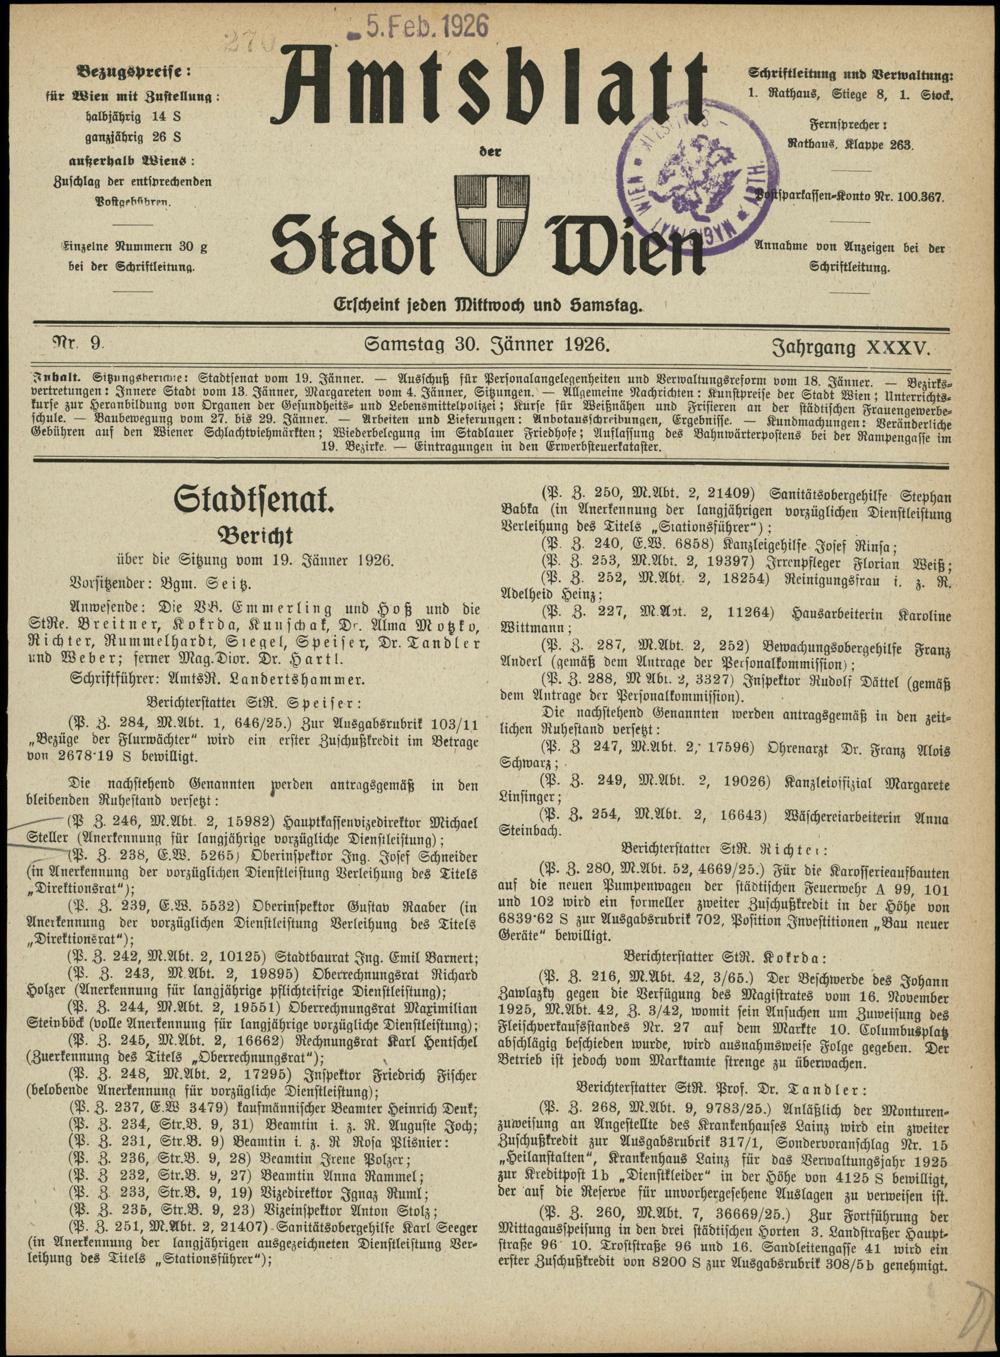 5. Feb. 1926
270
Bezugspreise:
für Wien mit Zustellung:
halbjährig 14 S
ganzjährig 26 S
außerhalb Wiens:
Zuschlag der entsprechenden
Postgebühren.
Einzelne Nummern 30 g
bei der Schriftleitung.
Amtsblatt
der
Stadt Wien
Erscheint jeden Mittwoch und Samstag.
Schriftleitung und Verwaltung:
1. Rathaus, Stiege 8, 1. Stock.
Fernsprecher:
Rathaus, Klappe 263.
Postsparkassen-Konto Nr. 100.367.
Annahme von Anzeigen bei der
Schriftleitung.
Nr. 9. Samstag 30. Jänner 1926. Jahrgang XXXV.
Inhalt. Sitzungsberichte: Stadtsenat vom 19. Jänner. — Ausschuß für Personalangelegenheiten und Verwaltungsreform vom 18. Jänner. — Bezirks-
vertretungen: Innere Stadt vom 13. Jänner, Margareten vom 4. Jänner, Sitzungen. — Allgemeine Nachrichten: Kunstpreise der Stadt Wien; Unterrichts-
kurse zur Heranbildung von Organen der Gesundheits- und Lebensmittelpolizei; Kurse für Weißnähen und Frisieren an der städtischen Frauengewerbe-
schule. — Baubewegung vom 27. bis 29. Jänner. — Arbeiten und Lieferungen: Anbotausschreibungen, Ergebnisse. — Kundmachungen: Veränderliche
Gebühren auf den Wiener Schlachtviehmärkten; Wiederbelegung im Stadlauer Friedhofe; Auflassung des Bahnwärterpostens bei der Rampengasse im
19. Bezirke. — Eintragungen in den Erwerbsteuerkataster.
Stadtsenat.
Bericht
über die Sitzung vom 19. Jänner 1926.
Vorsitzender: Bgm. Seitz.
Anwesende: Die VB. Emmerling und Hoß und die
StRe. Breitner, Kokrda, Kunschak, Dr. Alma Motzko,
Richter, Rummelhardt, Siegel, Speiser, Dr. Tandler
und Weber; ferner Mag.Dior. Dr. Hartl.
Schriftführer: AmtsR. Landertshammer.
Berichterstatter StR. Speiser:
(P. Z. 284, M.Abt. 1, 646/25.) Zur Ausgabsrubrik 103/11
„Bezüge der Flurwächter“ wird ein erster Zuschußkredit im Betrage
von 2678·19 S bewilligt.
Die nachstehend Genannten werden antragsgemäß in den
bleibenden Ruhestand versetzt:
(P. Z. 246, M.Abt. 2, 15982) Hauptkassenvizedirektor Michael
Steller (Anerkennung für langjährige vorzügliche Dienstleistung);
(P. Z. 238, E.W. 5265) Oberinspektor Ing. Josef Schneider
(in Anerkennung der vorzüglichen Dienstleistung Verleihung des Titels
„Direktionsrat“);
(P. Z. 239, E.W. 5532) Oberinspektor Gustav Raaber (in
Anerkennung der vorzüglichen Dienstleistung Verleihung des Titels
„Direktionsrat“);
(P. Z. 242, M.Abt. 2, 10125) Stadtbaurat Ing. Emil Barnert;
(P. Z. 243, M.Abt. 2, 19895) Oberrechnungsrat Richard
Holzer (Anerkennung für langjährige pflichteifrige Dienstleistung);
(P. Z. 244, M.Abt. 2, 19551) Oberrechnungsrat Maximilian
Steinböck (volle Anerkennung für langjährige vorzügliche Dienstleistung);
(P. Z. 245, M.Abt. 2, 16662) Rechnungsrat Karl Hentschel
(Zuerkennung des Titels „Oberrechnungsrat“);
(P. Z. 248, M.Abt. 2, 17295) Inspektor Friedrich Fischer
(belobende Anerkennung für vorzügliche Dienstleistung);
(P. Z. 237, E.W 3479) kaufmännischer Beamter Heinrich Denk;
(P. Z. 234, Str.B. 9, 31) Beamtin i. z. R. Auguste Joch;
(P. Z. 231, Str.B. 9) Beamtin i. z. R Rosa Plisnier:
(P. Z. 236, Str.B. 9, 28) Beamtin Irene Polzer;
(P. Z. 232, Str.B. 9, 27) Beamtin Anna Rammel;
(P. Z 233, Str.B. 9, 19) Vizedirektor Ignaz Ruml;
(P. Z. 235, Str.B. 9, 23) Vizeinspektor Anton Stolz;
(P. Z. 251, M.Abt. 2, 21407) Sanitätsobergehilfe Karl Seeger
(in Anerkennung der langjährigen ausgezeichneten Dienstleistung Ver-
leihung des Titels „Stationsführer“);
(P. Z. 250, M.Abt. 2, 21409) Sanitätsobergehilfe Stephan
Babka (in Anerkennung der langjährigen vorzüglichen Dienstleistung
Verleihung des Titels „Stationsführer“);
(P. Z. 240, E.W. 6858) Kanzleigehilfe Josef Rinsa;
(P. Z. 253, M.Abt. 2, 19397) Irrenpfleger Florian Weiß;
(P. Z. 252, M.Abt. 2, 18254) Reinigungsfrau i. z. R.
Adelheid Heinz;
(P. Z. 227, M.Abt. 2, 11264) Hausarbeiterin Karoline
Wittmann;
(P. Z. 287, M.Abt. 2, 252) Bewachungsobergehilfe Franz
Anderl (gemäß dem Antrage der Personalkommission);
(P. Z. 288, M Abt. 2, 3327) Inspektor Rudolf Dättel (gemäß
dem Antrage der Personalkommission).
Die nachstehend Genannten werden antragsgemäß in den zeit-
lichen Ruhestand versetzt:
(P. Z 247, M.Abt. 2, 17596) Ohrenarzt Dr. Franz Alois
Schwarz;
(P. Z. 249, M.Abt. 2, 19026) Kanzleioffizial Margarete
Linsinger;
(P. Z. 254, M.Abt. 2, 16643) Wäschereiarbeiterin Anna
Steinbach.
Berichterstatter StR. Richter:
(P. Z. 280, M.Abt. 52, 4669/25.) Für die Karosserieaufbauten
auf die neuen Pumpenwagen der städtischen Feuerwehr A 99, 101
und 102 wird ein formeller zweiter Zuschußkredit in der Höhe von
6839·62 S zur Ausgabsrubrik 702, Position Investitionen „Bau neuer
Geräte“ bewilligt.
Berichterstatter StR. Kokrda:
(P. Z. 216, M.Abt. 42, 3/65.) Der Beschwerde des Johann
Zawlazky gegen die Verfügung des Magistrates vom 16. November
1925, M.Abt. 42, Z. 3/42, womit sein Ansuchen um Zuweisung des
Fleischverkaufsstandes Nr. 27 auf dem Markte 10. Columbusplatz
abschlägig beschieden wurde, wird ausnahmsweise Folge gegeben. Der
Betrieb ist jedoch vom Marktamte strenge zu überwachen.
Berichterstatter StR. Prof. Dr. Tandler:
(P. Z. 268, M.Abt. 9, 9783/25.) Anläßlich der Monturen-
zuweisung an Angestellte des Krankenhauses Lainz wird ein zweiter
Zuschußkredit zur Ausgabsrubrik 317/1, Sondervoranschlag Nr. 15
„Heilanstalten“, Krankenhaus Lainz für das Verwaltungsjahr 1925
zur Kreditpost 1b „Dienstkleider“ in der Höhe von 4125 S bewilligt,
der auf die Reserve für unvorhergesehene Auslagen zu verweisen ist.
(P. Z. 260, M.Abt. 7, 36669/25.) Zur Fortführung der
Mittagausspeisung in den drei städtischen Horten 3. Landstraßer Haupt-
straße 96 10. Troststraße 96 und 16. Sandleitengasse 41 wird ein
erster Zuschußkredit von 8200 S zur Ausgabsrubrik 308/5b genehmigt.